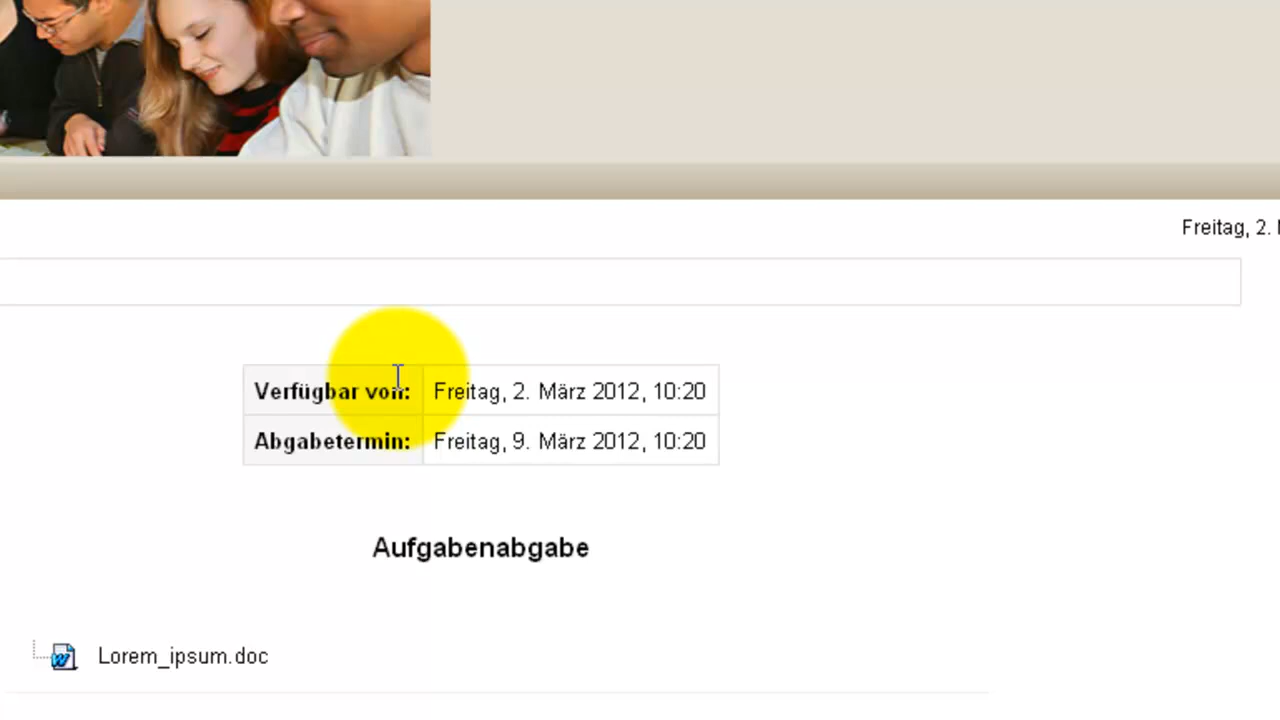 Freitag, 2.
Verfügbar von: Freitag, 2. März 2012, 10:20
Abgabetermin: Freitag, 9. März 2012, 10:20
Aufgabenabgabe
Lorem_ipsum.doc